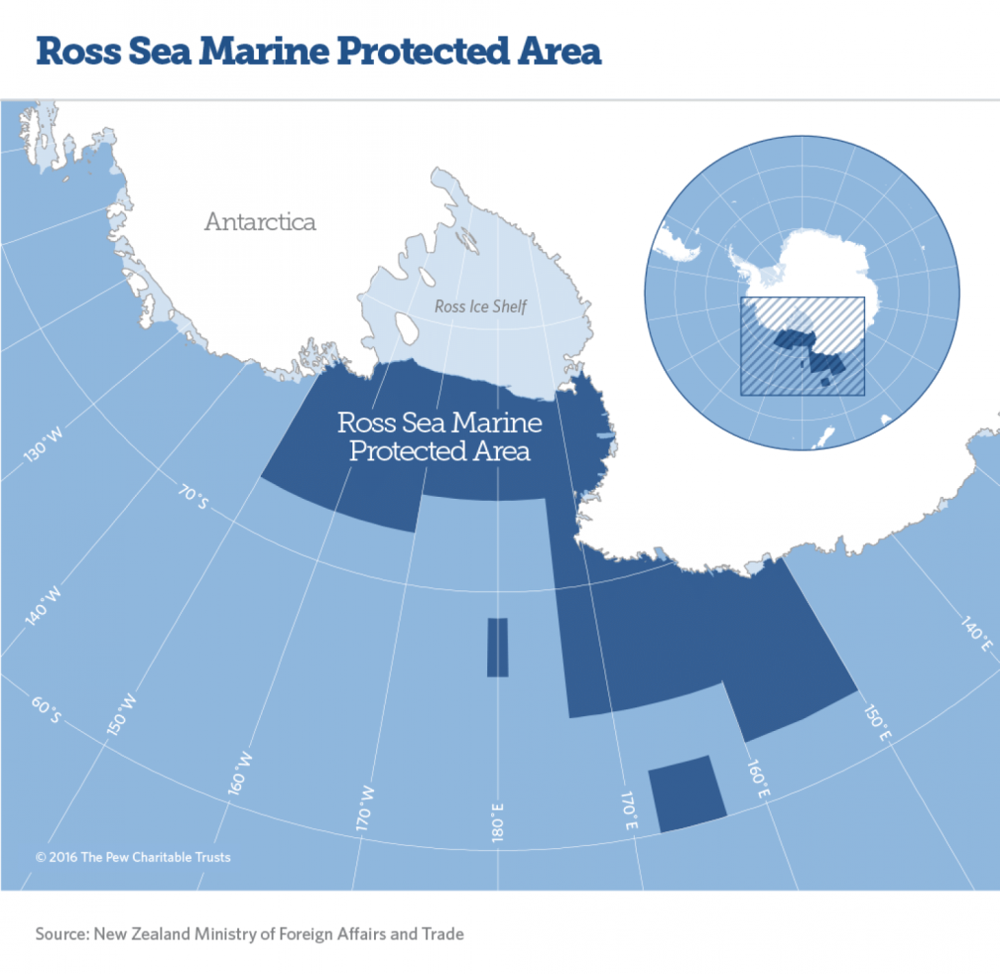 Ross Sea Marine Protected Area
Antarctica
Ross Ice Shelf
Ross Sea Marine
Protected Area
130°W
70°S
140°W
140°E
60°S
150°W
150°E
160°W
160°E
170°W
180°E
170°E
© 2016 The Pew Charitable Trusts
Source: New Zealand Ministry of Foreign Affairs and Trade